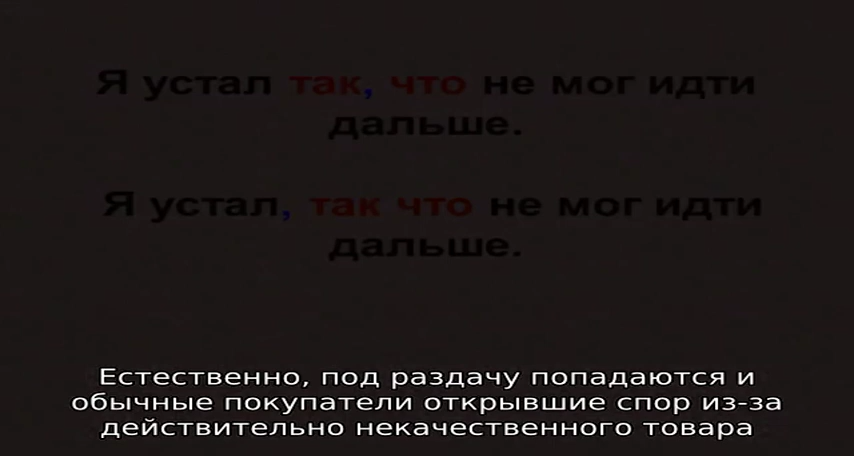 Я устал так, что не мог идти
дальше.
Я устал, так что не мог идти
дальше.
Естественно, под раздачу попадаются и
обычные покупатели открывшие спор из-за
действительно некачественного товара